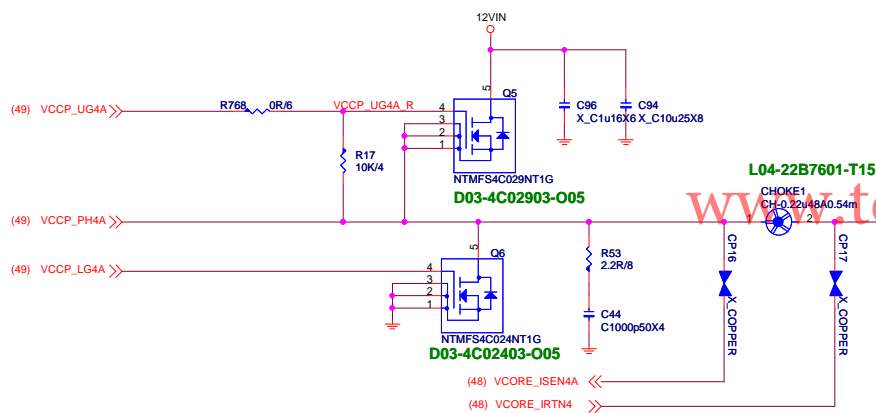 12VIN
(49) VCCP_UG4A
R768 0R/6
VCCP_UG4A_R
4
3
2
1
5
Q5
C96
X_C1u16X6
C94
X_C10u25X8
R17
10K/4
NTMFS4C029NT1G
D03-4C02903-O05
L04-22B7601-T15
www.te
CHOKE1
CH-0.22u48A0.54m
(49) VCCP_PH4A
1
2
5
Q6
(49) VCCP_LG4A
4
3
2
1
R53
2.2R/8
CP16
X_COPPER
CP17
X_COPPER
C44
C1000p50X4
NTMFS4C024NT1G
D03-4C02403-O05
(48) VCORE_ISEN4A
(48) VCORE_IRTN4